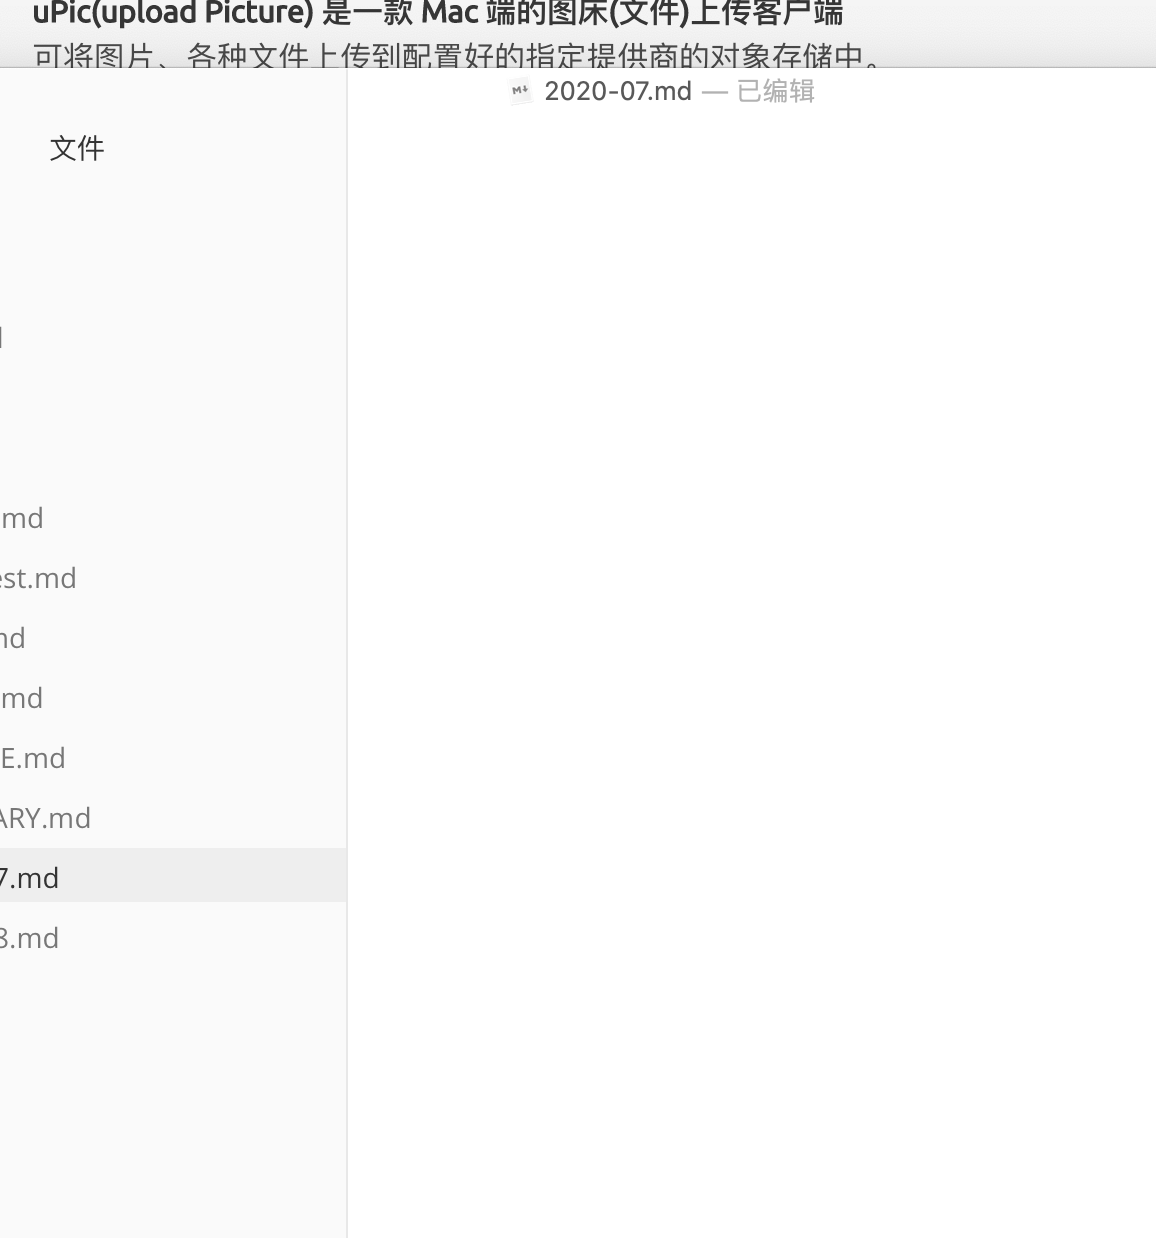 uPic(upload Picture) 是一款 Mac 端的图床(文件)上传客户端
可将图片、各种文件上传到配置好的指定提供商的对象存储中。
2020-07.md — 已编辑
文件
.md
est.md
md
.md
E.md
ARY.md
7.md
8.md